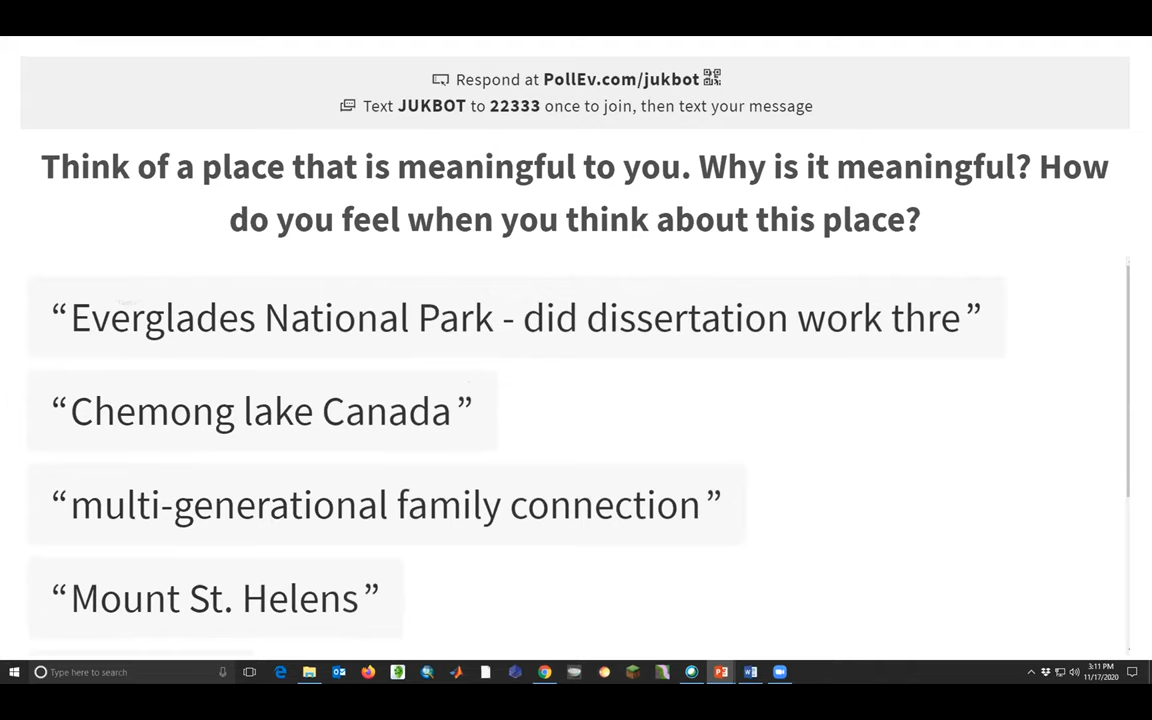 Respond at PollEv.com/jukbot
Text JUKBOT to 22333 once to join, then text your message
Think of a place that is meaningful to you. Why is it meaningful? How
do you feel when you think about this place?
“Everglades National Park - did dissertation work thre”
“Chemong lake Canada”
“multi-generational family connection”
“Mount St. Helens”
Type here to search
3:11 PM
11/17/2020